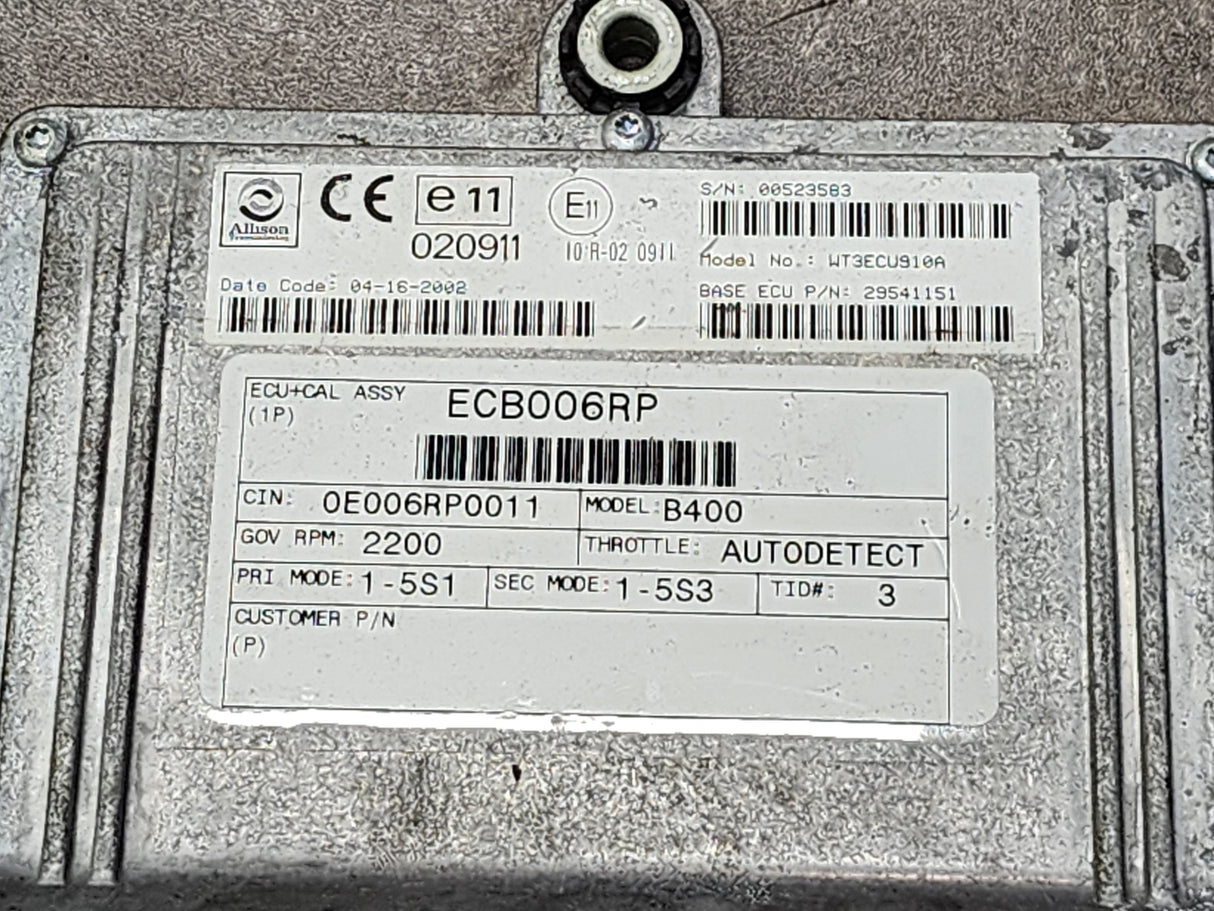 Allison
CE
e 11
020911
E11
10 R-02 0911
S/N: 00523583
Model No.: WT3ECU910A
Date Code: 04-16-2002
BASE ECU P/N: 29541151
ECU+CAL ASSY
(1P)
ECB006RP
CIN: 0E006RP0011
MODEL: B400
GOV RPM: 2200
THROTTLE: AUTODETECT
PRI MODE: 1-5S1
SEC MODE: 1-5S3
TID#: 3
CUSTOMER P/N
(P)